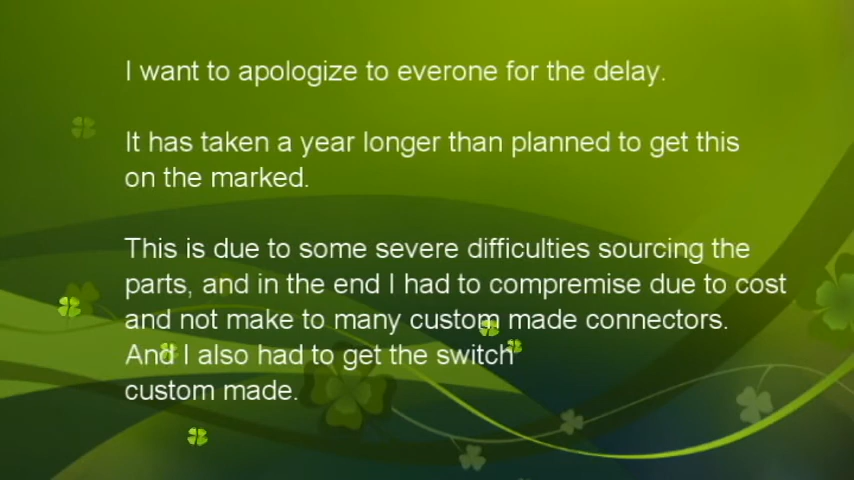 I want to apologize to everone for the delay.
It has taken a year longer than planned to get this
on the marked.
This is due to some severe difficulties sourcing the
parts, and in the end I had to compremise due to cost
and not make to many custom made connectors.
And I also had to get the switch
custom made.